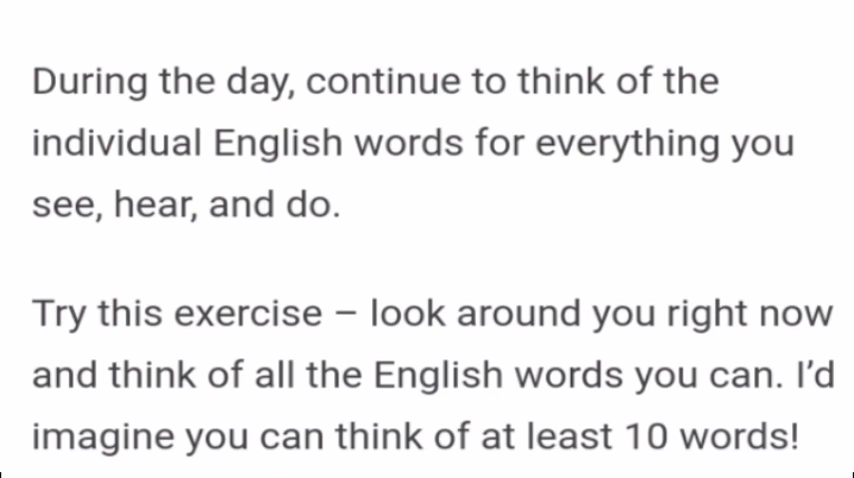 During the day, continue to think of the
individual English words for everything you
see, hear, and do.
Try this exercise – look around you right now
and think of all the English words you can. I’d
imagine you can think of at least 10 words!